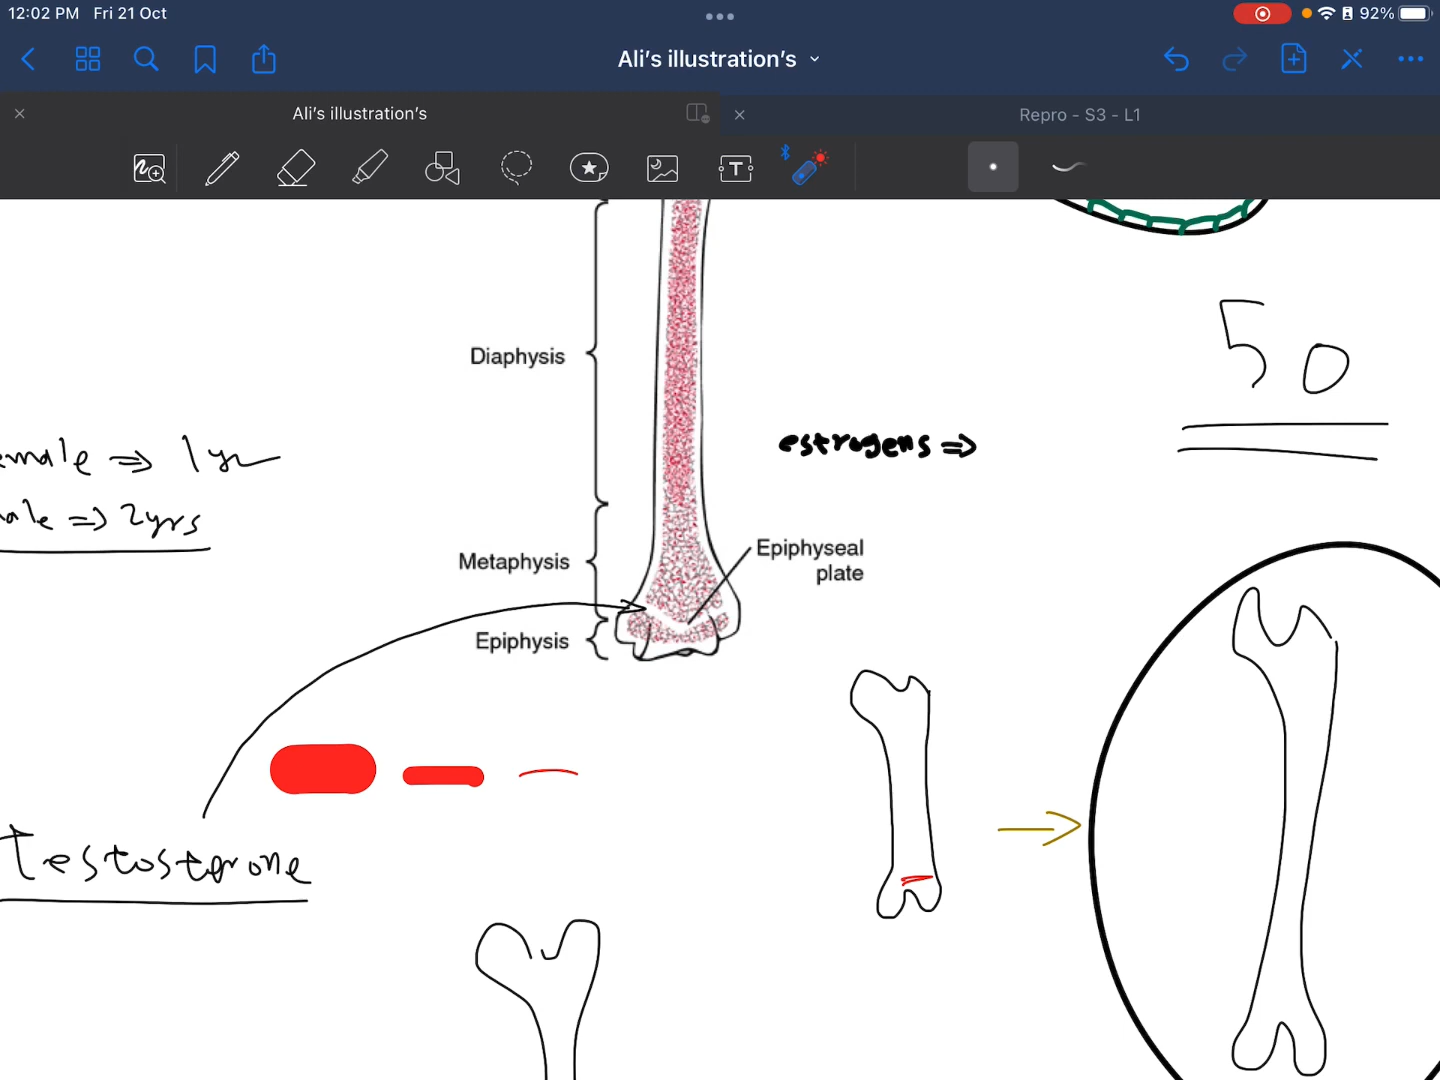 12:02 PM Fri 21 Oct
92%
Ali's illustration's
Ali's illustration's
Repro - S3 - L1
T
Diaphysis
50
estrogens ⇒
emale ⇒ 1yr
ale ⇒ 2yrs
Metaphysis
Epiphyseal
plate
Epiphysis
Testosterone